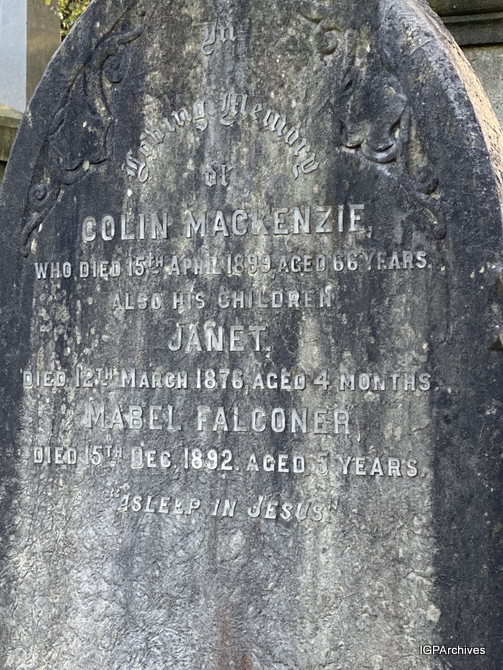 In
Loving Memory
of
COLIN MACKENZIE,
WHO DIED 15TH APRIL 1899. AGED 66 YEARS.
ALSO HIS CHILDREN
JANET,
DIED 12TH MARCH 1876, AGED 4 MONTHS.
MABEL FALCONER,
DIED 15TH DEC. 1892. AGED 5 YEARS.
"ASLEEP IN JESUS"
IGPArchives